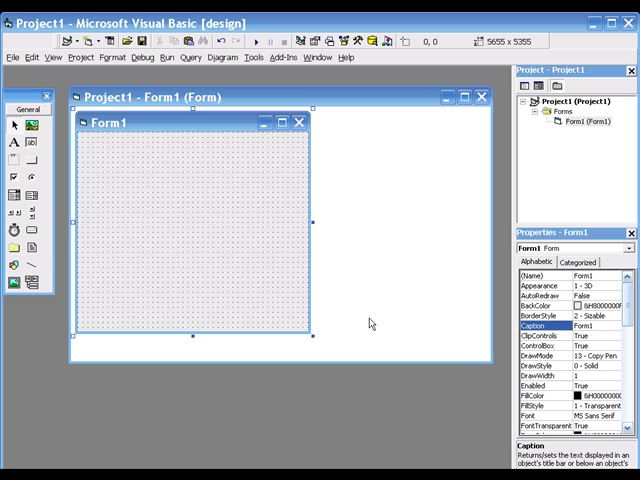 Project1 - Microsoft Visual Basic [design]
0, 0
5655 x 5355
File Edit View Project Format Debug Run Query Diagram Tools Add-Ins Window Help
General
A
ab|
Project1 - Form1 (Form)
Form1
Project - Project1
Project1 (Project1)
Forms
Form1 (Form1)
Properties - Form1
Form1 Form
Alphabetic Categorized
(Name) Form1
Appearance 1 - 3D
AutoRedraw False
BackColor &H8000000F
BorderStyle 2 - Sizable
Caption Form1
ClipControls True
ControlBox True
DrawMode 13 - Copy Pen
DrawStyle 0 - Solid
DrawWidth 1
Enabled True
FillColor &H0000000
FillStyle 1 - Transparent
Font MS Sans Serif
FontTransparent True
Caption
Returns/sets the text displayed in an
object's title bar or below an object's